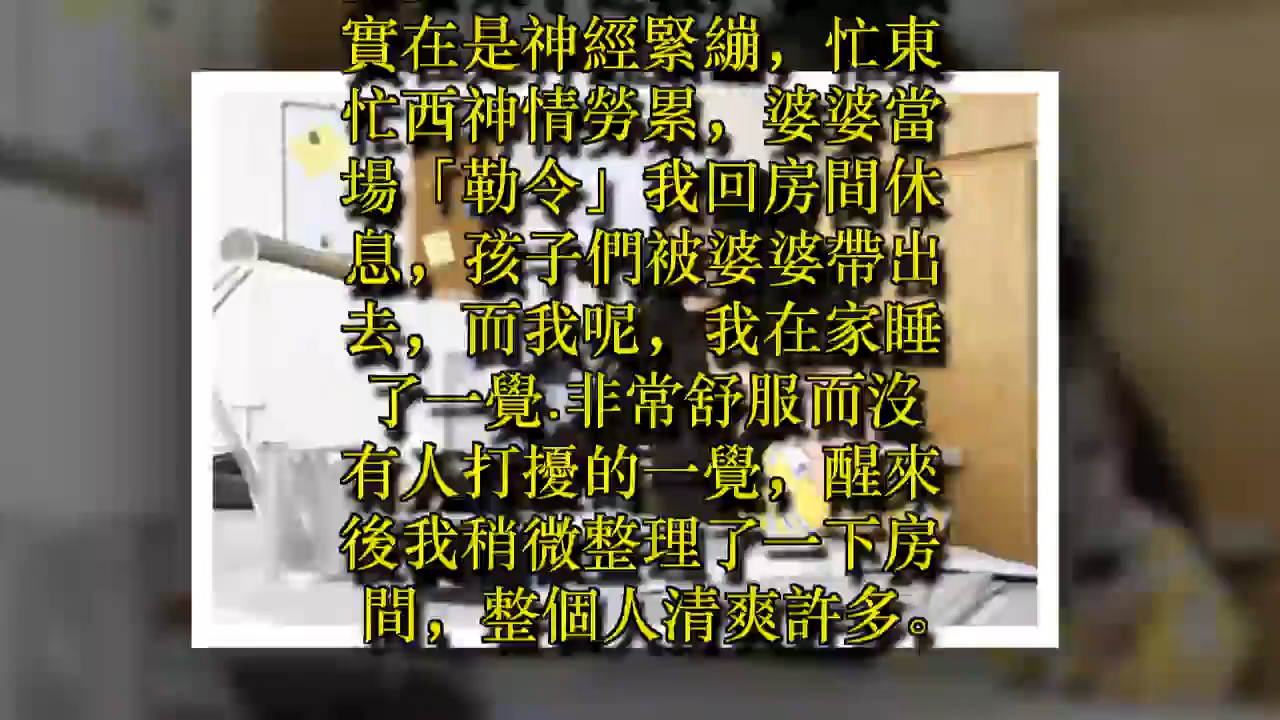 實在是神經緊繃，忙東
忙西神情勞累，婆婆當
場「勒令」我回房間休
息，孩子們被婆婆帶出
去，而我呢，我在家睡
了一覺.非常舒服而沒
有人打擾的一覺，醒來
後我稍微整理了一下房
間，整個人清爽許多。